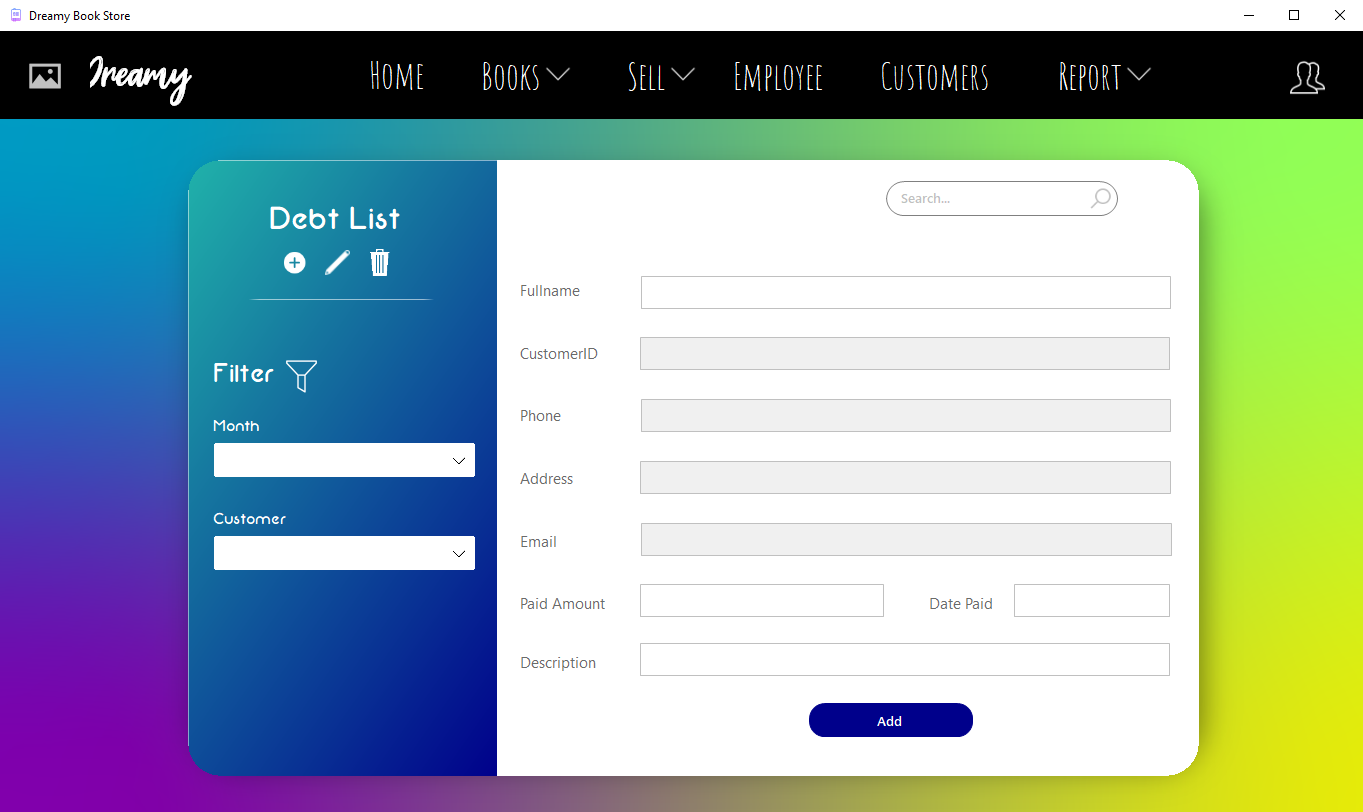 Dreamy Book Store
Dreamy
Home
Books
Sell
Employee
Customers
Report
Debt List
Filter
Month
Customer
Search...
Fullname
CustomerID
Phone
Address
Email
Paid Amount
Date Paid
Description
Add